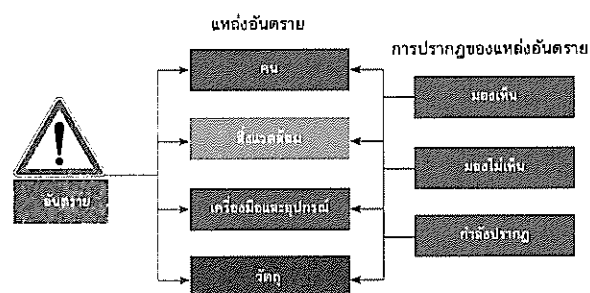 แหล่งอันตราย
การปรากฏของแหล่งอันตราย
คน
มองเห็น
สิ่งแวดล้อม
มองไม่เห็น
อันตราย
เครื่องมือและอุปกรณ์
กำลังปรากฏ
วัตถุ